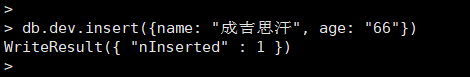 >
> db.dev.insert({name: "成吉思汗", age: "66"})
WriteResult({ "nInserted" : 1 })
>